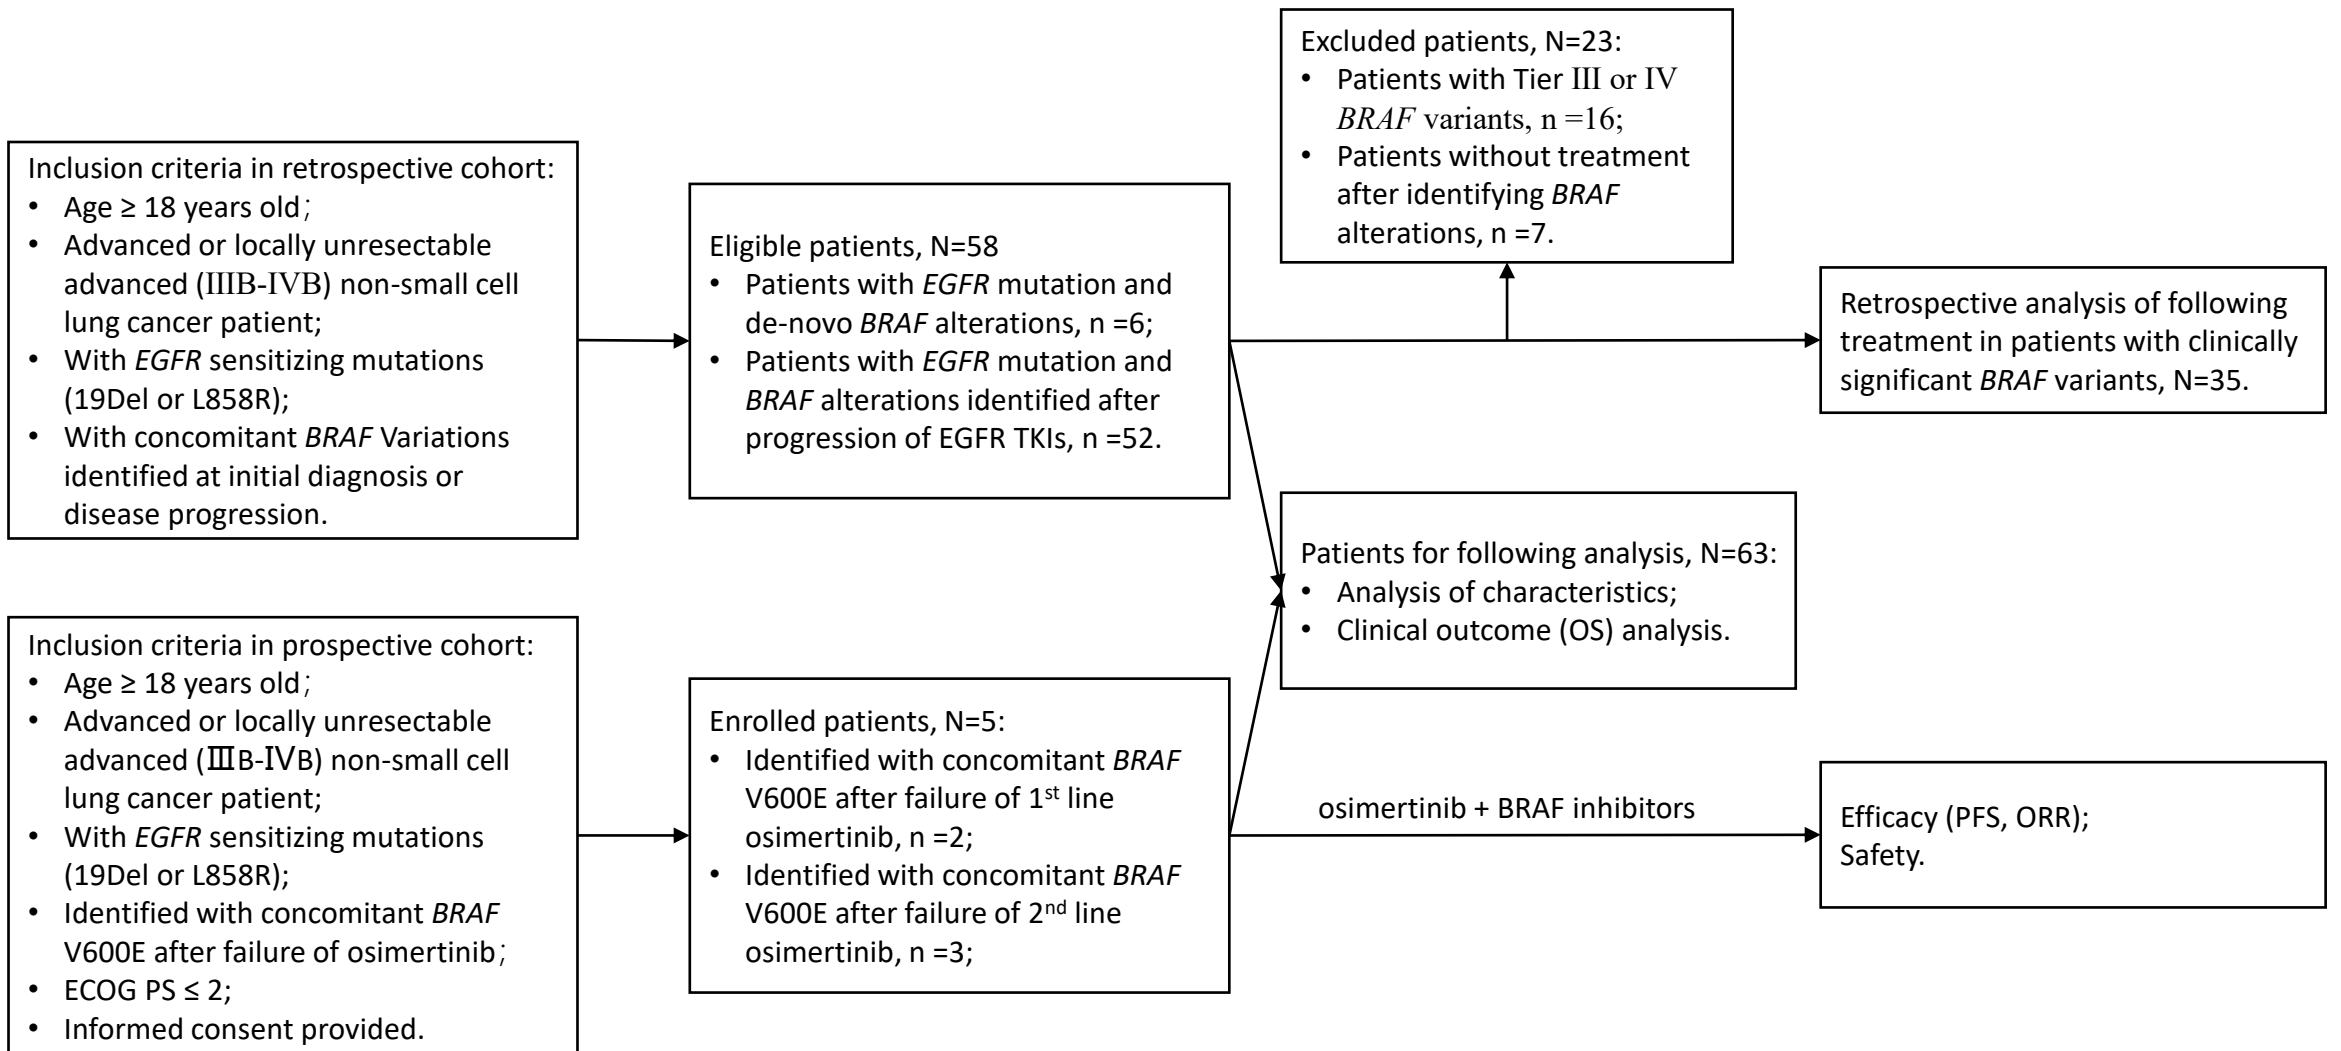 Inclusion criteria in retrospective cohort:
• Age ≥ 18 years old；
• Advanced or locally unresectable
advanced (IIIB-IVB) non-small cell
lung cancer patient;
• With EGFR sensitizing mutations
(19Del or L858R);
• With concomitant BRAF Variations
identified at initial diagnosis or
disease progression.
Eligible patients, N=58
• Patients with EGFR mutation and
de-novo BRAF alterations, n =6;
• Patients with EGFR mutation and
BRAF alterations identified after
progression of EGFR TKIs, n =52.
Excluded patients, N=23:
• Patients with Tier III or IV
BRAF variants, n =16;
• Patients without treatment
after identifying BRAF
alterations, n =7.
Retrospective analysis of following
treatment in patients with clinically
significant BRAF variants, N=35.
Patients for following analysis, N=63:
• Analysis of characteristics;
• Clinical outcome (OS) analysis.
Inclusion criteria in prospective cohort:
• Age ≥ 18 years old；
• Advanced or locally unresectable
advanced (ⅢB-ⅣB) non-small cell
lung cancer patient;
• With EGFR sensitizing mutations
(19Del or L858R);
• Identified with concomitant BRAF
V600E after failure of osimertinib；
• ECOG PS ≤ 2;
• Informed consent provided.
Enrolled patients, N=5:
• Identified with concomitant BRAF
V600E after failure of 1st line
osimertinib, n =2;
• Identified with concomitant BRAF
V600E after failure of 2nd line
osimertinib, n =3;
osimertinib + BRAF inhibitors
Efficacy (PFS, ORR);
Safety.